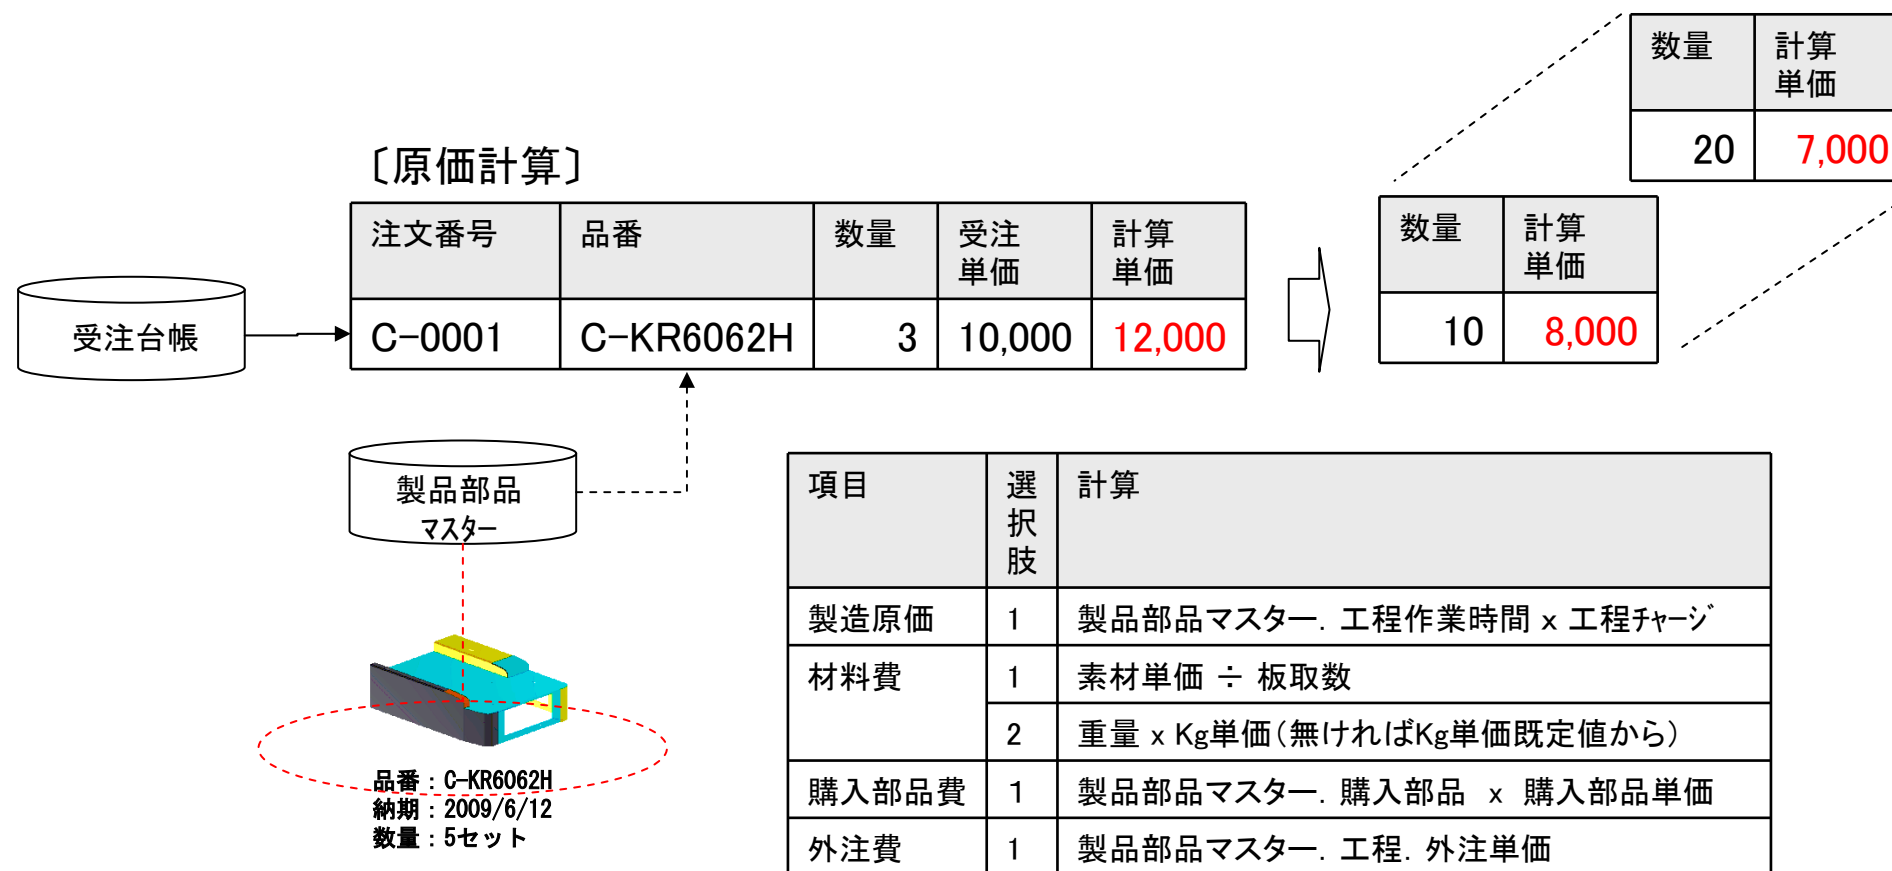 数量 計算
単価
20 7,000
〔原価計算〕
注文番号 品番 数量 受注 計算
単価 単価
C-0001 C-KR6062H 3 10,000 12,000
数量 計算
単価
10 8,000
受注台帳
製品部品
マスター
品番：C-KR6062H
納期：2009/6/12
数量：5セット
項目 選択肢 計算
製造原価 1 製品部品マスター．工程作業時間 x 工程チャージ
材料費 1 素材単価 ÷ 板取数
2 重量 x Kg単価（無ければKg単価既定値から）
購入部品費 1 製品部品マスター．購入部品 x 購入部品単価
外注費 1 製品部品マスター．工程．外注単価